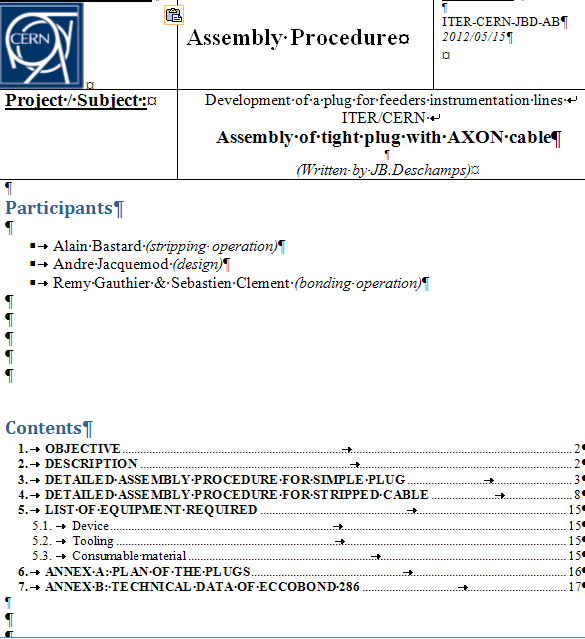 CERN
Assembly Procedure
ITER-CERN-JBD-AB
2012/05/15
Project / Subject :
Development of a plug for feeders instrumentation lines
ITER/CERN
Assembly of tight plug with AXON cable
(Written by JB.Deschamps)
Participants
Alain Bastard (stripping operation)
Andre Jacquemod (design)
Remy Gauthier & Sebastien Clement (bonding operation)
Contents
1. OBJECTIVE 2
2. DESCRIPTION 2
3. DETAILED ASSEMBLY PROCEDURE FOR SIMPLE PLUG 3
4. DETAILED ASSEMBLY PROCEDURE FOR STRIPPED CABLE 8
5. LIST OF EQUIPMENT REQUIRED 15
5.1. Device 15
5.2. Tooling 15
5.3. Consumable material 15
6. ANNEX A: PLAN OF THE PLUGS 16
7. ANNEX B: TECHNICAL DATA OF ECCOBOND 286 17